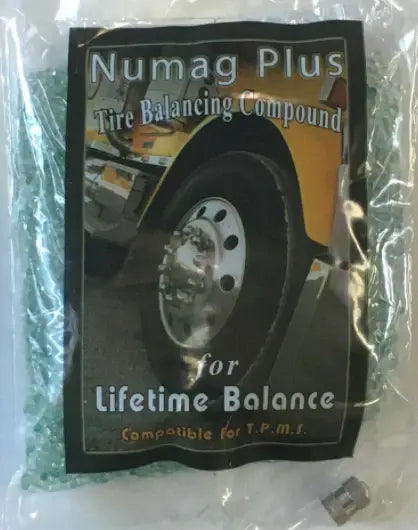 Numag Plus
Tire Balancing Compound
for
Lifetime Balance
Compatible for T.P.M.S.